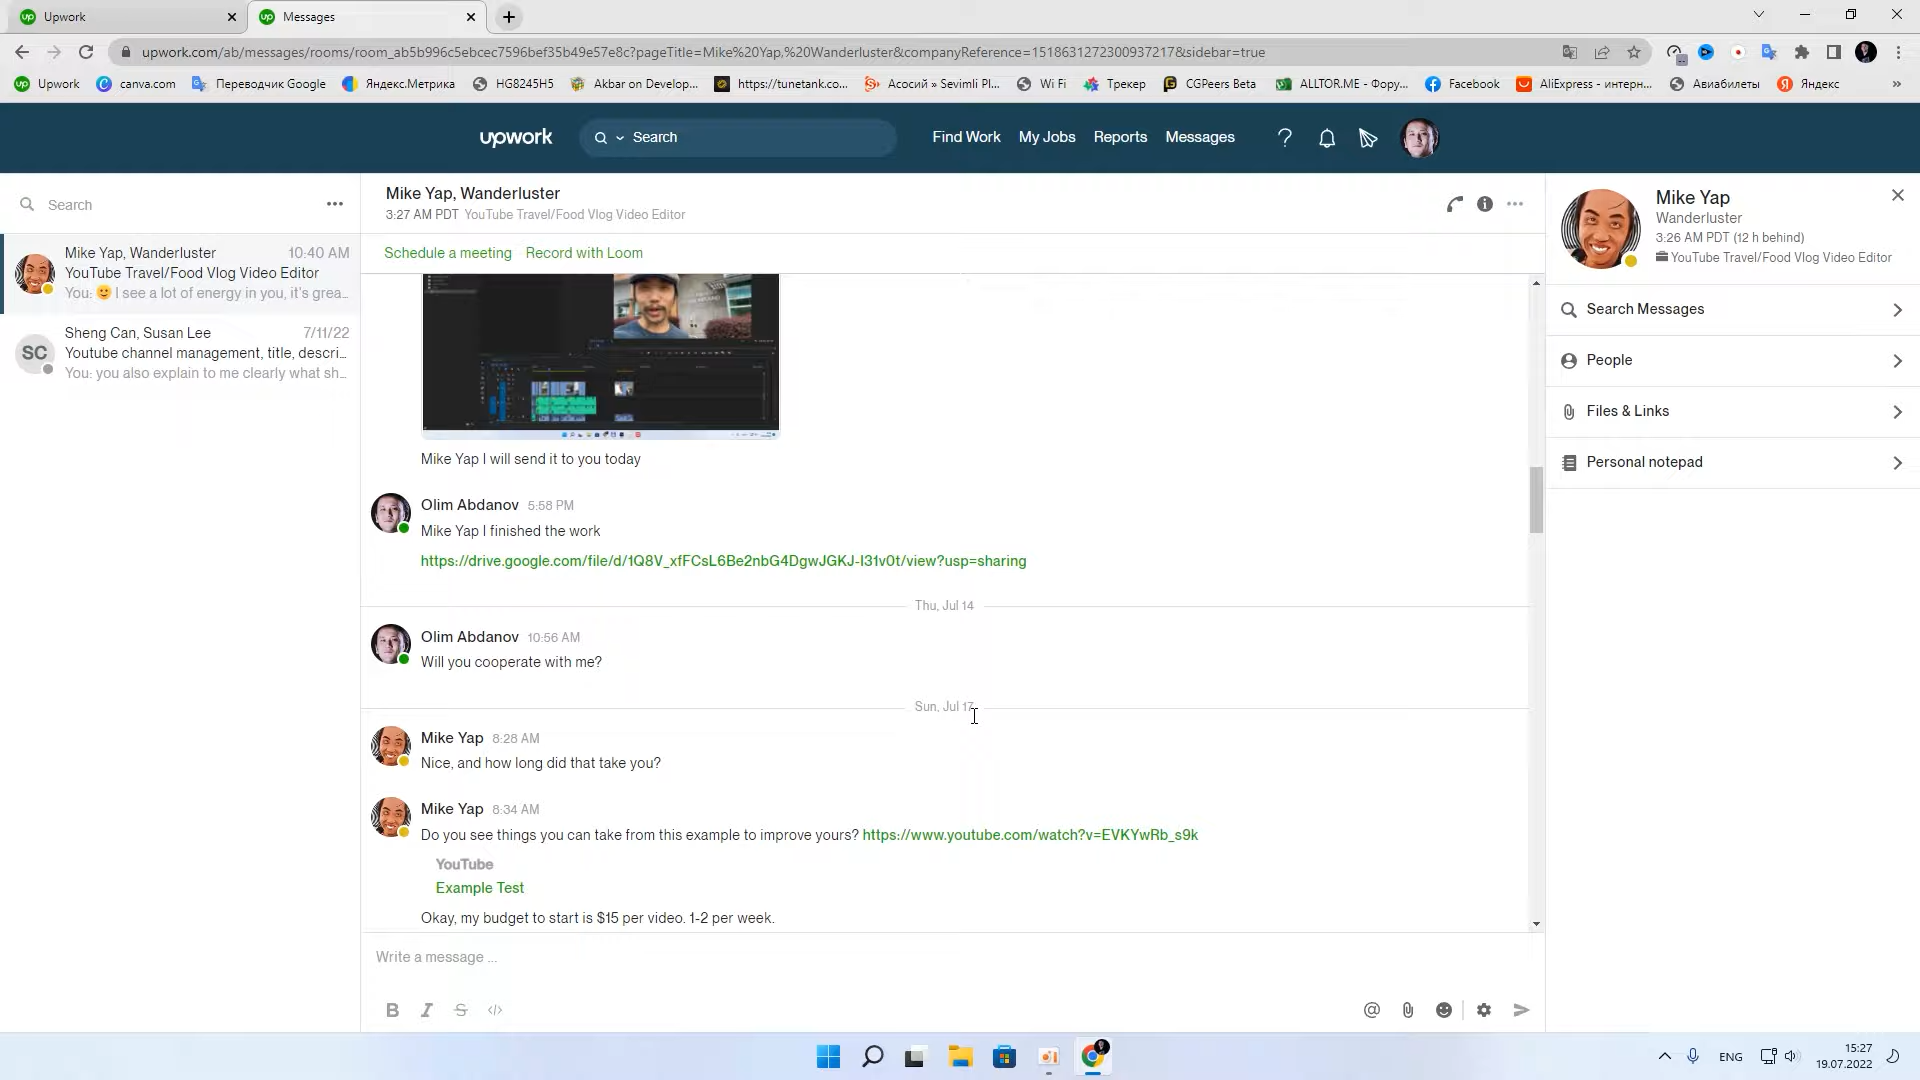 Upwork
Messages
upwork.com/ab/messages/rooms/room_ab5b996c5ebcec7596bef35b49e57e8c?pageTitle=Mike%20Yap,%20Wanderluster&companyReference=1518631272300937217&sidebar=true
Upwork
canva.com
Переводчик Google
Яндекс.Метрика
HG8245H5
Akbar on Develop...
https://tunetank.co...
Асосий » Sevimli Pl...
Wi Fi
Трекер
CGPeers Beta
ALLTOR.ME - Фору...
Facebook
AliExpress - интерн...
Авиабилеты
Яндекс
»
upwork
Search
Find Work
My Jobs
Reports
Messages
Search
Mike Yap, Wanderluster 10:40 AM
YouTube Travel/Food Vlog Video Editor
You: 🙂 I see a lot of energy in you, it's grea...
SC
Sheng Can, Susan Lee 7/11/22
Youtube channel management, title, descri...
You: you also explain to me clearly what sh...
Mike Yap, Wanderluster
3:27 AM PDT YouTube Travel/Food Vlog Video Editor
Schedule a meeting Record with Loom
Mike Yap I will send it to you today
Olim Abdanov 5:58 PM
Mike Yap I finished the work
https://drive.google.com/file/d/1Q8V_xfFCsL6Be2nbG4DgwJGKJ-I31v0t/view?usp=sharing
Thu, Jul 14
Olim Abdanov 10:56 AM
Will you cooperate with me?
Sun, Jul 17
Mike Yap 8:28 AM
Nice, and how long did that take you?
Mike Yap 8:34 AM
Do you see things you can take from this example to improve yours? https://www.youtube.com/watch?v=EVKYwRb_s9k
YouTube
Example Test
Okay, my budget to start is $15 per video. 1-2 per week.
Write a message ...
B I S </>
@
Mike Yap
Wanderluster
3:26 AM PDT (12 h behind)
YouTube Travel/Food Vlog Video Editor
Search Messages
People
Files & Links
Personal notepad
ENG
15:27
19.07.2022